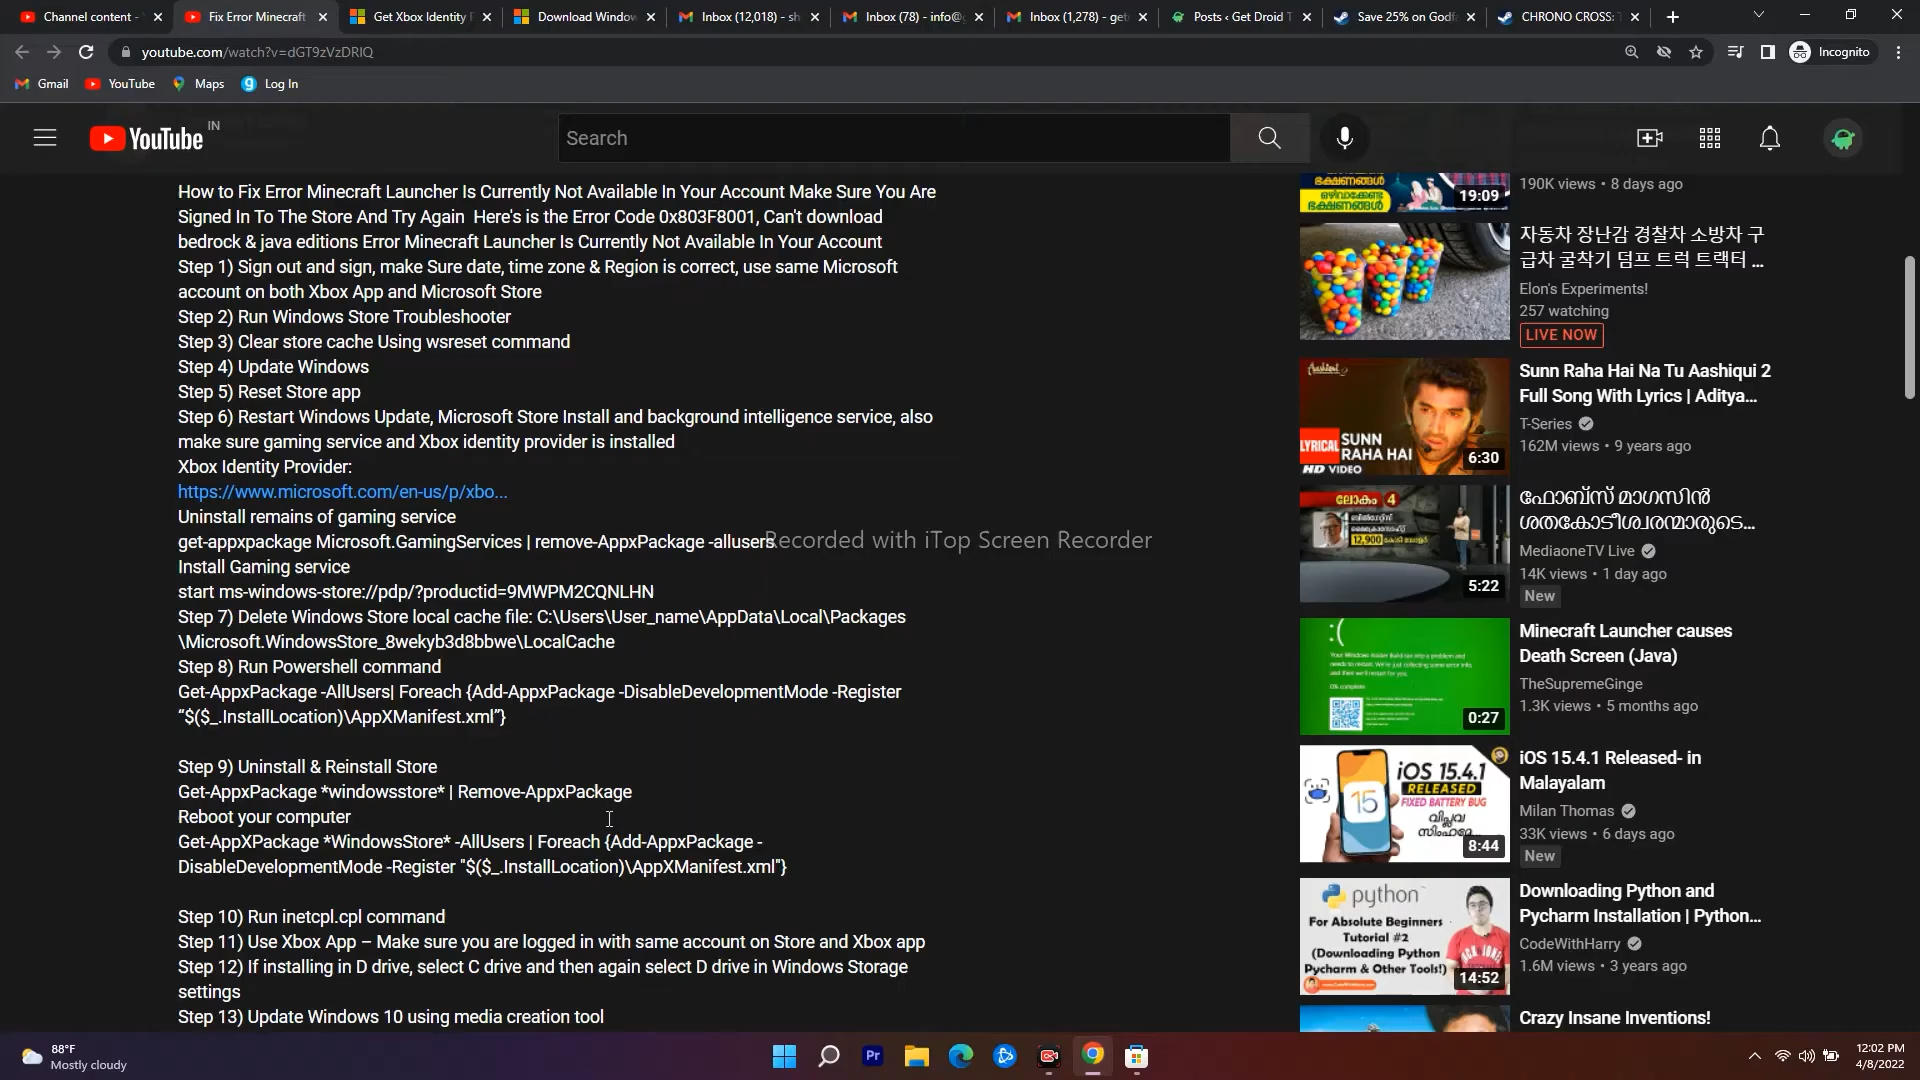 Channel content -
Fix Error Minecraft
Get Xbox Identity P
Download Window
Inbox (12,018) - sh
Inbox (78) - info@
Inbox (1,278) - get
Posts ‹ Get Droid T
Save 25% on Godf
CHRONO CROSS: T
youtube.com/watch?v=dGT9zVzDRIQ
Incognito
Gmail
YouTube
Maps
Log In
YouTube IN
Search
How to Fix Error Minecraft Launcher Is Currently Not Available In Your Account Make Sure You Are
Signed In To The Store And Try Again  Here's is the Error Code 0x803F8001, Can't download
bedrock & java editions Error Minecraft Launcher Is Currently Not Available In Your Account
Step 1) Sign out and sign, make Sure date, time zone & Region is correct, use same Microsoft
account on both Xbox App and Microsoft Store
Step 2) Run Windows Store Troubleshooter
Step 3) Clear store cache Using wsreset command
Step 4) Update Windows
Step 5) Reset Store app
Step 6) Restart Windows Update, Microsoft Store Install and background intelligence service, also
make sure gaming service and Xbox identity provider is installed
Xbox Identity Provider:
https://www.microsoft.com/en-us/p/xbo...
Uninstall remains of gaming service
get-appxpackage Microsoft.GamingServices | remove-AppxPackage -allusers
Recorded with iTop Screen Recorder
Install Gaming service
start ms-windows-store://pdp/?productid=9MWPM2CQNLHN
Step 7) Delete Windows Store local cache file: C:\Users\User_name\AppData\Local\Packages
\Microsoft.WindowsStore_8wekyb3d8bbwe\LocalCache
Step 8) Run Powershell command
Get-AppxPackage -AllUsers| Foreach {Add-AppxPackage -DisableDevelopmentMode -Register
“$($_.InstallLocation)\AppXManifest.xml”}
Step 9) Uninstall & Reinstall Store
Get-AppxPackage *windowsstore* | Remove-AppxPackage
Reboot your computer
Get-AppXPackage *WindowsStore* -AllUsers | Foreach {Add-AppxPackage -
DisableDevelopmentMode -Register "$($_.InstallLocation)\AppXManifest.xml"}
Step 10) Run inetcpl.cpl command
Step 11) Use Xbox App – Make sure you are logged in with same account on Store and Xbox app
Step 12) If installing in D drive, select C drive and then again select D drive in Windows Storage
settings
Step 13) Update Windows 10 using media creation tool
ഭക്ഷണങ്ങൾ
19:09
190K views • 8 days ago
자동차 장난감 경찰차 소방차 구
급차 굴착기 덤프 트럭 트랙터 ...
Elon's Experiments!
257 watching
LIVE NOW
LYRICAL
SUNN
RAHA HAI
HD VIDEO
6:30
Sunn Raha Hai Na Tu Aashiqui 2
Full Song With Lyrics | Aditya...
T-Series
162M views • 9 years ago
ലോകം 4
12,900
5:22
ഫോബ്സ് മാഗസിൻ
ശതകോടീശ്വരന്മാരുടെ...
MediaoneTV Live
14K views • 1 day ago
New
:(
0:27
Minecraft Launcher causes
Death Screen (Java)
TheSupremeGinge
1.3K views • 5 months ago
iOS 15.4.1
RELEASED
FIXED BATTERY BUG
15
8:44
iOS 15.4.1 Released- in
Malayalam
Milan Thomas
33K views • 6 days ago
New
python
For Absolute Beginners
Tutorial #2
(Downloading Python
Pycharm & Other Tools!)
14:52
Downloading Python and
Pycharm Installation | Python...
CodeWithHarry
1.6M views • 3 years ago
Crazy Insane Inventions!
88°F
Mostly cloudy
Pr
12:02 PM
4/8/2022